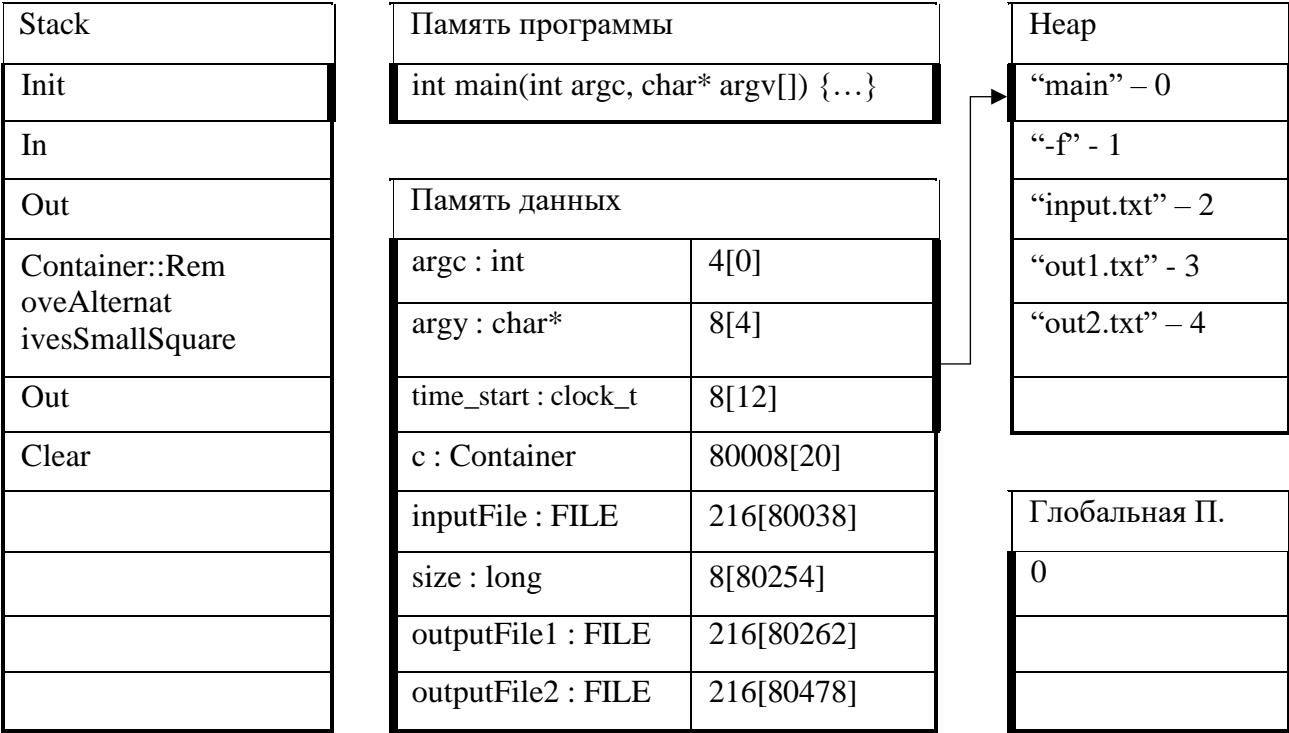 Stack
Init
In
Out
Container::Rem
oveAlternat
ivesSmallSquare
Out
Clear
Память программы
int main(int argc, char* argv[]) {…}
Память данных
argc : int 4[0]
argy : char* 8[4]
time_start : clock_t 8[12]
c : Container 80008[20]
inputFile : FILE 216[80038]
size : long 8[80254]
outputFile1 : FILE 216[80262]
outputFile2 : FILE 216[80478]
Heap
“main” – 0
“-f” - 1
“input.txt” – 2
“out1.txt” - 3
“out2.txt” – 4
Глобальная П.
0